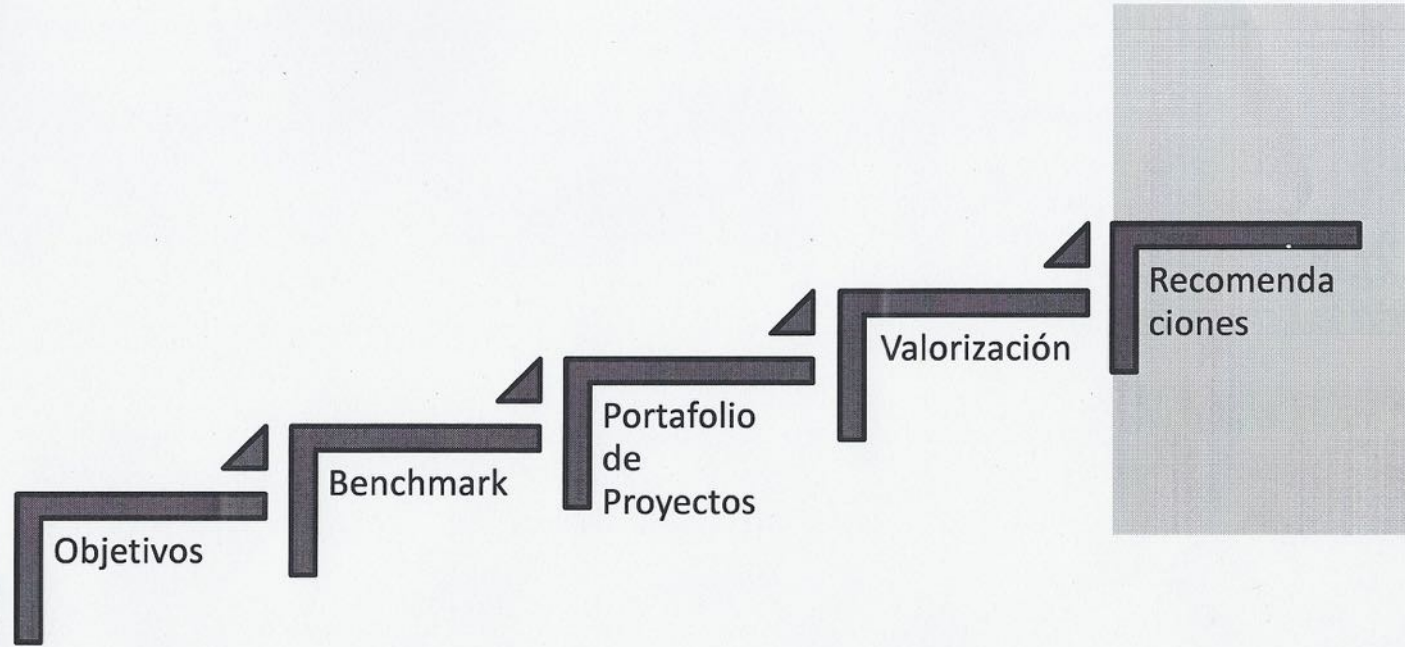 Objetivos
Benchmark
Portafolio
de
Proyectos
Valorización
Recomenda
ciones